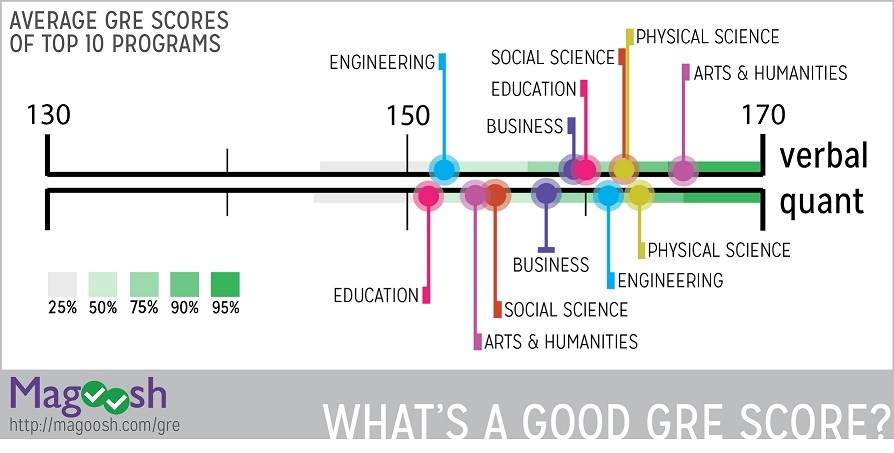 AVERAGE GRE SCORES
OF TOP 10 PROGRAMS
PHYSICAL SCIENCE
SOCIAL SCIENCE
ENGINEERING
ARTS & HUMANITIES
EDUCATION
BUSINESS
130
150
170
verbal
quant
PHYSICAL SCIENCE
BUSINESS
ENGINEERING
EDUCATION
SOCIAL SCIENCE
ARTS & HUMANITIES
25% 50% 75% 90% 95%
Magoosh
http://magoosh.com/gre
WHAT'S A GOOD GRE SCORE?